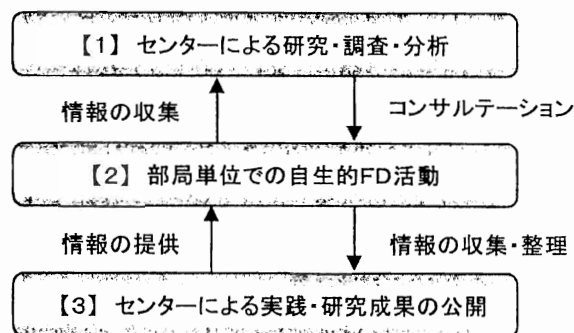 【1】 センターによる研究・調査・分析
情報の収集
コンサルテーション
【2】 部局単位での自生的FD活動
情報の提供
情報の収集・整理
【3】 センターによる実践・研究成果の公開